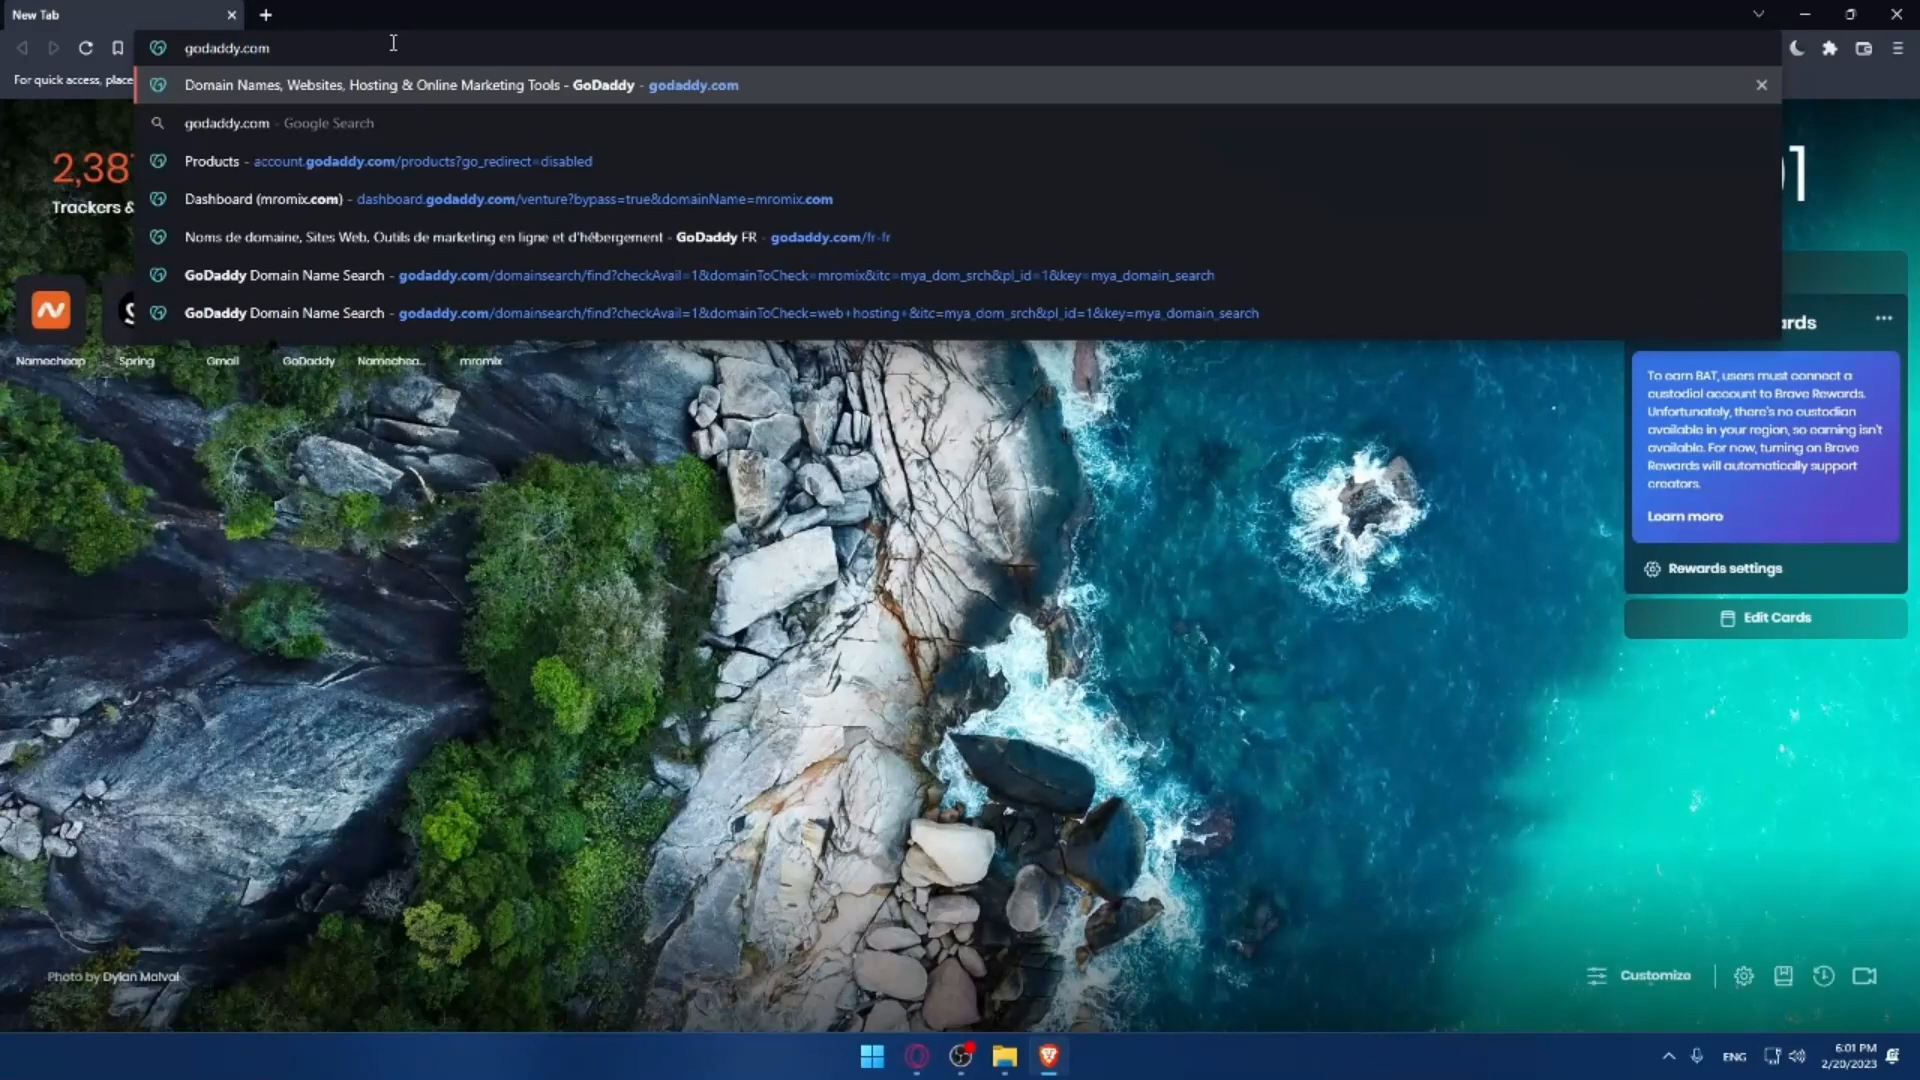 New Tab
godaddy.com
For quick access, place
Domain Names, Websites, Hosting & Online Marketing Tools - GoDaddy - godaddy.com
godaddy.com - Google Search
Products - account.godaddy.com/products?go_redirect=disabled
Dashboard (mromix.com) - dashboard.godaddy.com/venture?bypass=true&domainName=mromix.com
Noms de domaine, Sites Web, Outils de marketing en ligne et d'hébergement - GoDaddy FR - godaddy.com/fr-fr
GoDaddy Domain Name Search - godaddy.com/domainsearch/find?checkAvail=1&domainToCheck=mromix&itc=mya_dom_srch&pl_id=1&key=mya_domain_search
GoDaddy Domain Name Search - godaddy.com/domainsearch/find?checkAvail=1&domainToCheck=web+hosting+&itc=mya_dom_srch&pl_id=1&key=mya_domain_search
2,38
Trackers &
Namecheap Spring Gmail GoDaddy Namechea... mromix
To earn BAT, users must connect a
custodial account to Brave Rewards.
Unfortunately, there's no custodian
available in your region, so earning isn't
available. For now, turning on Brave
Rewards will automatically support
creators.
Learn more
Rewards settings
Edit Cards
Photo by Dylan Malval
Customize
ENG
6:01 PM
2/20/2023